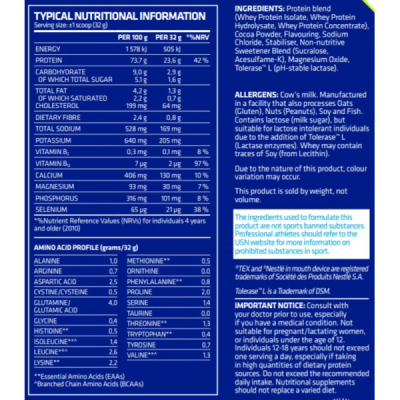 TYPICAL NUTRITIONAL INFORMATION
Serving size: ±1 scoop (32 g)
PER 100 g PER 32 g *%NRV
ENERGY 1 578 kJ 505 kJ
PROTEIN 73,7 g 23,6 g 42 %
CARBOHYDRATE 9,0 g 2,9 g
OF WHICH TOTAL SUGAR 5,1 g 1,6 g
TOTAL FAT 4,2 g 1,3 g
OF WHICH SATURATED 2,2 g 0,7 g
CHOLESTEROL 199 mg 64 mg
DIETARY FIBRE 2,4 g 0,8 g
TOTAL SODIUM 528 mg 169 mg
POTASSIUM 640 mg 205 mg
VITAMIN B₁ 0,3 mg 0,1 mg 8 %
VITAMIN B₁₂ 7 µg 2 µg 97 %
CALCIUM 406 mg 130 mg 10 %
MAGNESIUM 93 mg 30 mg 7 %
PHOSPHORUS 316 mg 101 mg 8 %
SELENIUM 65 µg 21 µg 38 %
*%Nutrient Reference Values (NRVs) for individuals 4 years
and older (2010)
AMINO ACID PROFILE (grams/32 g)
ALANINE 1,0
ARGININE 0,7
ASPARTIC 2,5
CYSTINE/CYSTEINE 0,5
GLUTAMINE/ 4,0
GLUTAMIC ACID
GLYCINE 0,4
HISTIDINE** 0,5
ISOLEUCINE**^ 1,4
LEUCINE**^ 2,6
LYSINE** 2,2
METHIONINE** 0,5
ORNITHINE 0,0
PHENYLALANINE** 0,8
PROLINE 2,0
SERINE 1,4
TAURINE 0,0
THREONINE** 1,3
TRYPTOPHAN** 0,4
TYROSINE 0,7
VALINE**^ 1,3
**Essential Amino Acids (EAAs)
^Branched Chain Amino Acids (BCAAs)
INGREDIENTS: Protein blend
(Whey Protein Isolate, Whey Protein
Hydrolysate, Whey Protein Concentrate),
Cocoa Powder, Flavouring, Sodium
Chloride, Stabiliser, Non-nutritive
Sweetener Blend (Sucralose,
Acesulfame-K), Magnesium Oxide,
Tolerase™ L (pH-stable lactase).
ALLERGENS: Cow's milk. Manufactured
in a facility that also processes Oats
(Gluten), Nuts (Peanuts), Soy and Fish.
Contains lactose (milk sugar), but
suitable for lactose intolerant individuals
due to the addition of Tolerase™ L
(Lactase enzymes). Whey may contain
traces of Soy (from Lecithin).
Due to the nature of this product, colour
variation may occur.
This product is sold by weight, not
volume.
The ingredients used to formulate this
product are not sports banned substances.
Professional athletes should refer to the
USN website for more information on
prohibited substances in sport.
°TEX and °Nestlé in mouth device are registered
trademarks of Société des Produits Nestlé S.A.
Tolerase™ L is a Trademark of DSM.
IMPORTANT NOTICE: Consult with
your doctor prior to use, especially
if you have a medical condition. Not
suitable for pregnant/lactating women,
or individuals under the age of 12.
Individuals 12-18 years should not exceed
one serving a day, especially if taking
in high quantities of dietary protein
sources. Do not exceed the recommended
daily intake. Nutritional supplements
should not replace a varied diet.